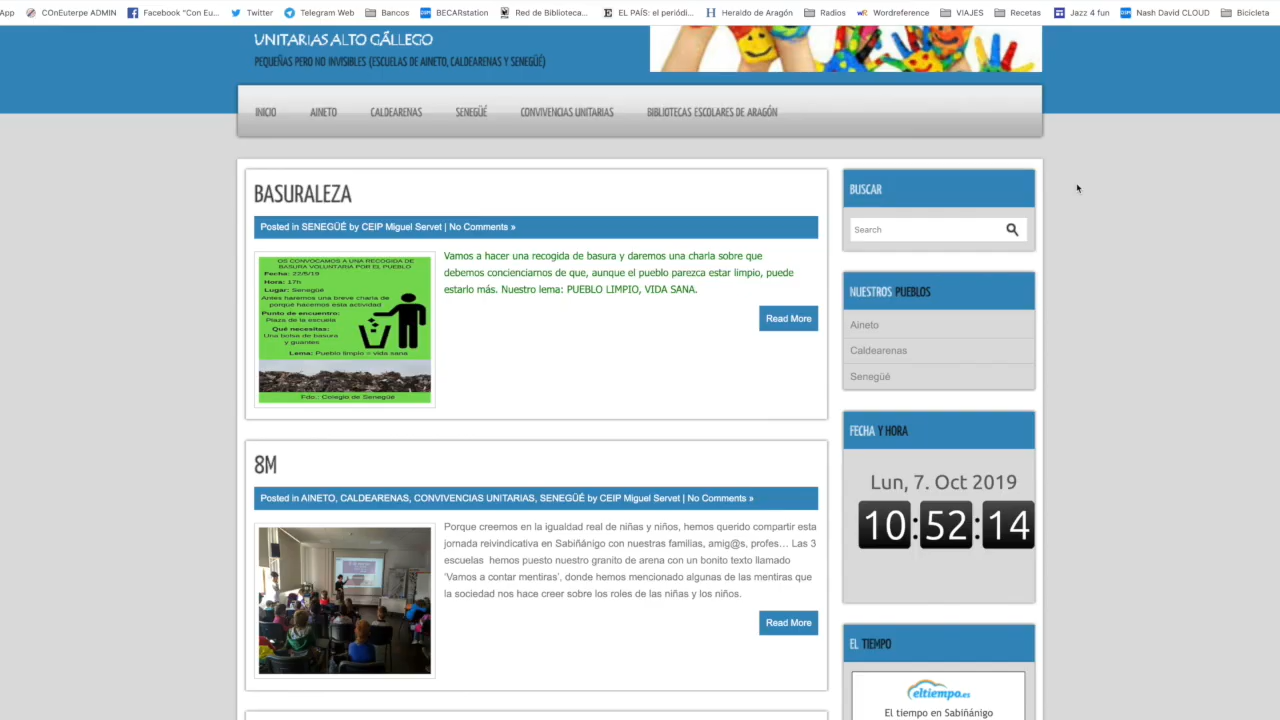 App
COnEuterpe ADMIN
Facebook "Con Eu...
Twitter
Telegram Web
Bancos
BECARstation
Red de Biblioteca...
EL PAÍS: el periódi...
Heraldo de Aragón
Radios
Wordreference
VIAJES
Recetas
Jazz 4 fun
Nash David CLOUD
Bicicleta
UNITARIAS ALTO GÁLLEGO
PEQUEÑAS PERO NO INVISIBLES (ESCUELAS DE AINETO, CALDEARENAS Y SENEGÜÉ)
INICIO
AINETO
CALDEARENAS
SENEGÜÉ
CONVIVENCIAS UNITARIAS
BIBLIOTECAS ESCOLARES DE ARAGÓN
BASURALEZA
Posted in SENEGÜÉ by CEIP Miguel Servet | No Comments »
OS CONVOCAMOS A UNA RECOGIDA DE
BASURA VOLUNTARIA POR EL PUEBLO
Fecha: 22/5/19
Hora: 17h
Lugar: Senegüé
Antes haremos una breve charla de
porqué hacemos esta actividad
Punto de encuentro:
Plaza de la escuela
Qué necesitas:
Una bolsa de basura
y guantes
Lema: Pueblo limpio = vida sana
Fdo.: Colegio de Senegüé
Vamos a hacer una recogida de basura y daremos una charla sobre que
debemos concienciarnos de que, aunque el pueblo parezca estar limpio, puede
estarlo más. Nuestro lema: PUEBLO LIMPIO, VIDA SANA.
Read More
8M
Posted in AINETO, CALDEARENAS, CONVIVENCIAS UNITARIAS, SENEGÜÉ by CEIP Miguel Servet | No Comments »
Porque creemos en la igualdad real de niñas y niños, hemos querido compartir esta
jornada reivindicativa en Sabiñánigo con nuestras familias, amig@s, profes… Las 3
escuelas hemos puesto nuestro granito de arena con un bonito texto llamado
'Vamos a contar mentiras', donde hemos mencionado algunas de las mentiras que
la sociedad nos hace creer sobre los roles de las niñas y los niños.
Read More
BUSCAR
Search
NUESTROS PUEBLOS
Aineto
Caldearenas
Senegüé
FECHA Y HORA
Lun, 7. Oct 2019
10:52:14
EL TIEMPO
eltiempo.es
El tiempo en Sabiñánigo